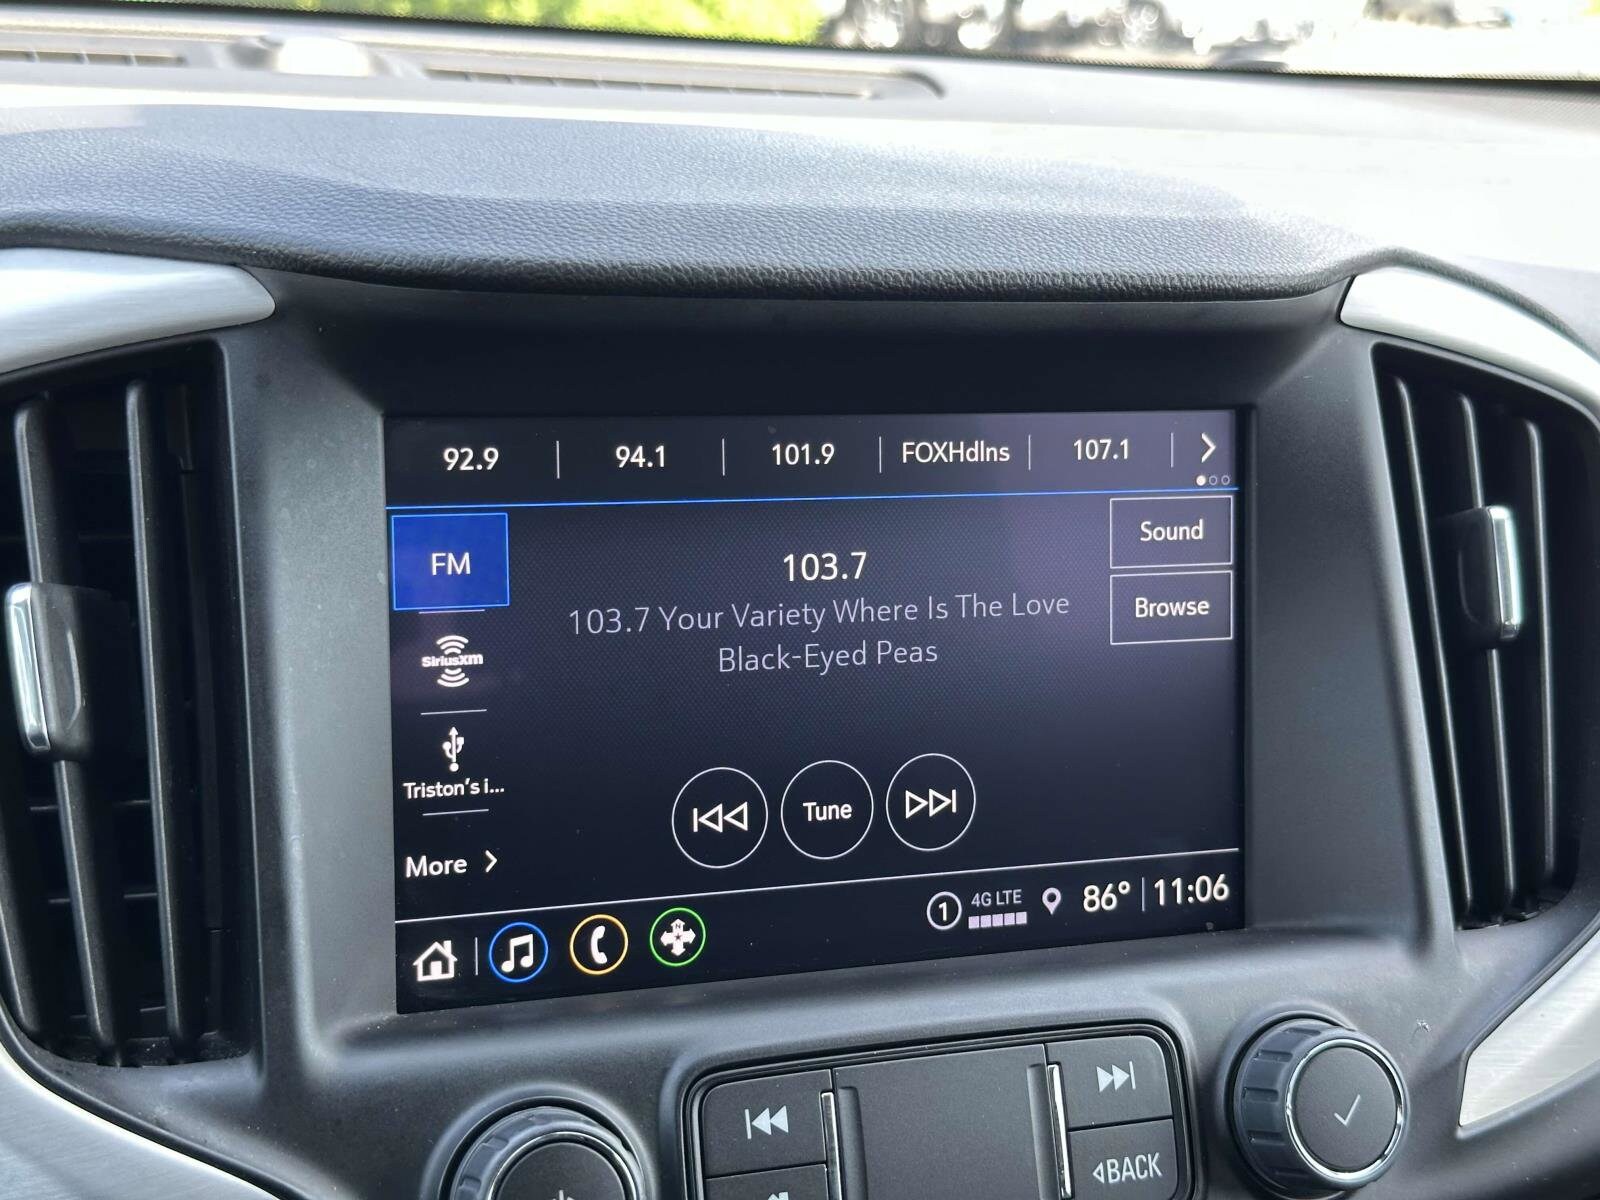 92.9 94.1 101.9 FOXHdlns 107.1
FM
103.7
Sound
103.7 Your Variety Where Is The Love
Browse
Black-Eyed Peas
SiriusXm
Triston's i...
Tune
More
1 4G LTE 86° 11:06
BACK